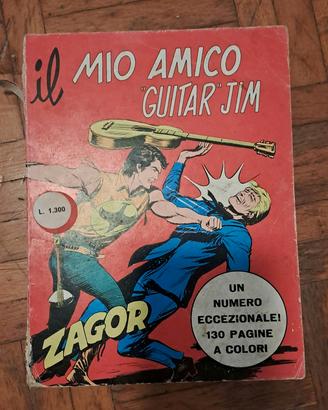 il MIO AMICO
"GUITAR" JIM
L. 1.300
UN
NUMERO
ECCEZIONALE!
130 PAGINE
A COLORI
ZAGOR